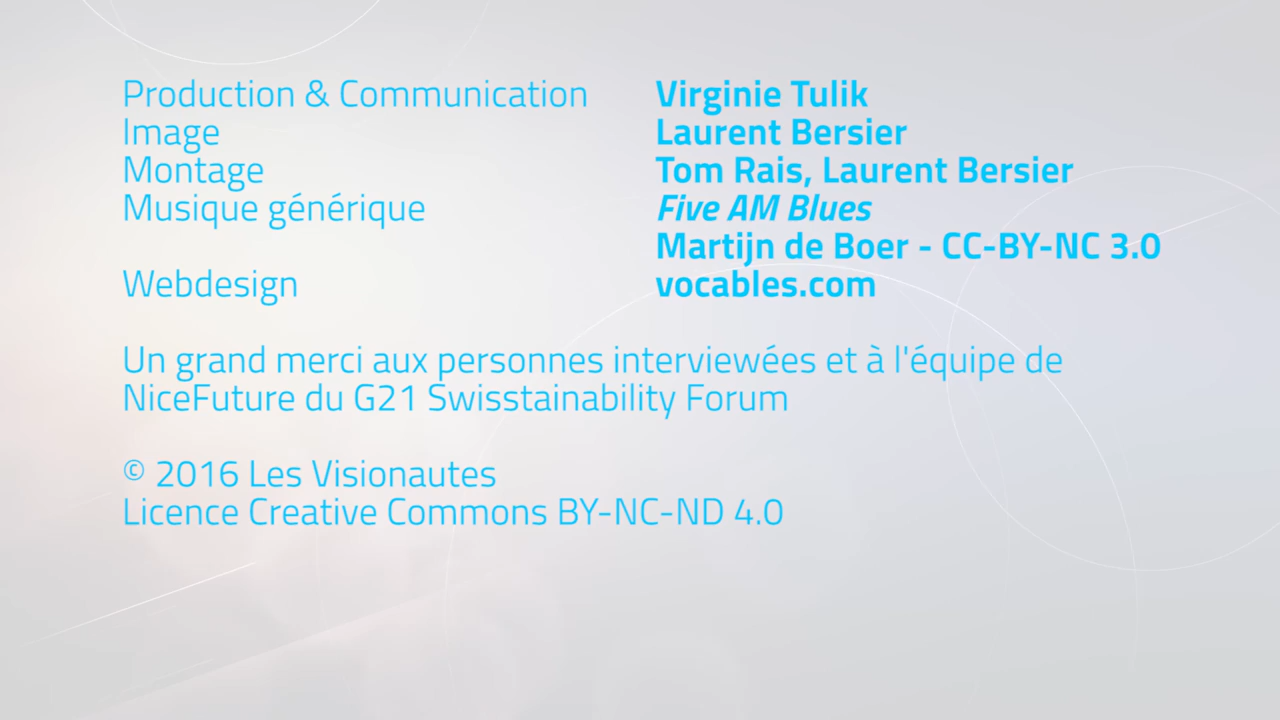 Production & Communication Virginie Tulik
Image Laurent Bersier
Montage Tom Rais, Laurent Bersier
Musique générique Five AM Blues
Martijn de Boer - CC-BY-NC 3.0
Webdesign vocables.com
Un grand merci aux personnes interviewées et à l'équipe de
NiceFuture du G21 Swisstainability Forum
© 2016 Les Visionautes
Licence Creative Commons BY-NC-ND 4.0